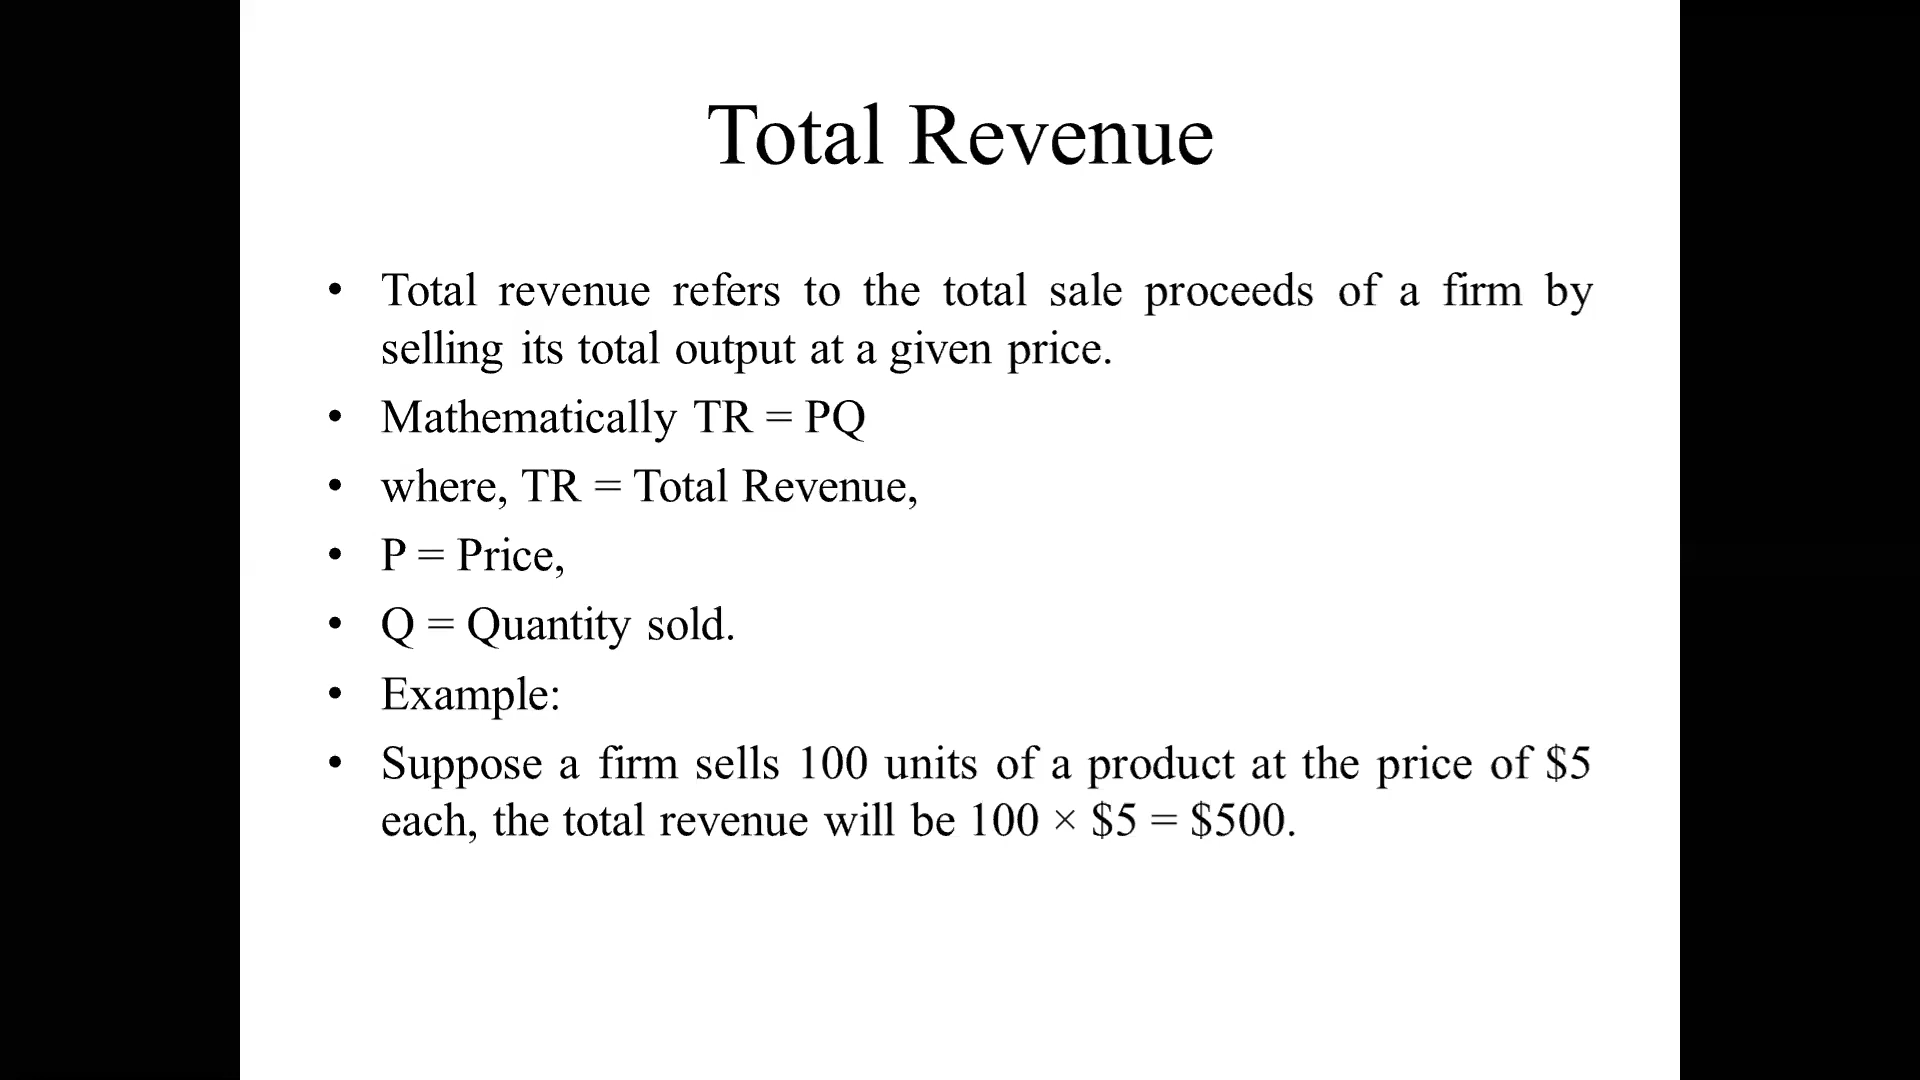 Total Revenue
• Total revenue refers to the total sale proceeds of a firm by
selling its total output at a given price.
• Mathematically TR = PQ
• where, TR = Total Revenue,
• P = Price,
• Q = Quantity sold.
• Example:
• Suppose a firm sells 100 units of a product at the price of $5
each, the total revenue will be 100 × $5 = $500.